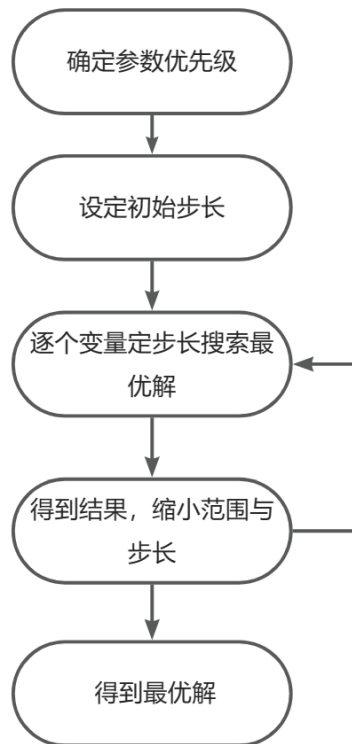 确定参数优先级
设定初始步长
逐个变量定步长搜索最
优解
得到结果，缩小范围与
步长
得到最优解